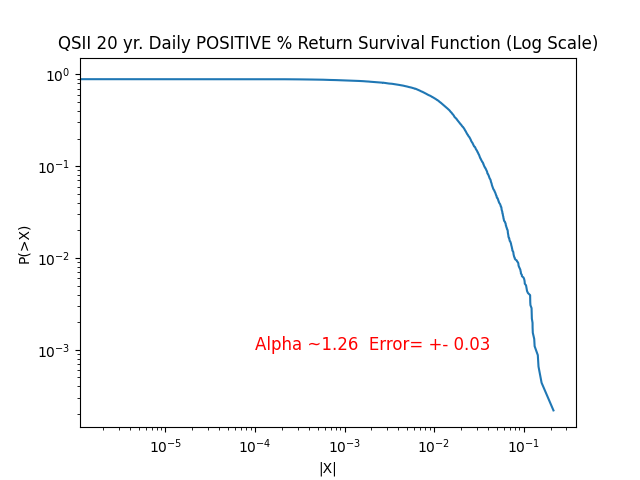 QSII 20 yr. Daily POSITIVE % Return Survival Function (Log Scale)
P(>X)
10⁰
10⁻¹
10⁻²
10⁻³
Alpha ~1.26  Error= +- 0.03
10⁻⁵
10⁻⁴
10⁻³
10⁻²
10⁻¹
|X|